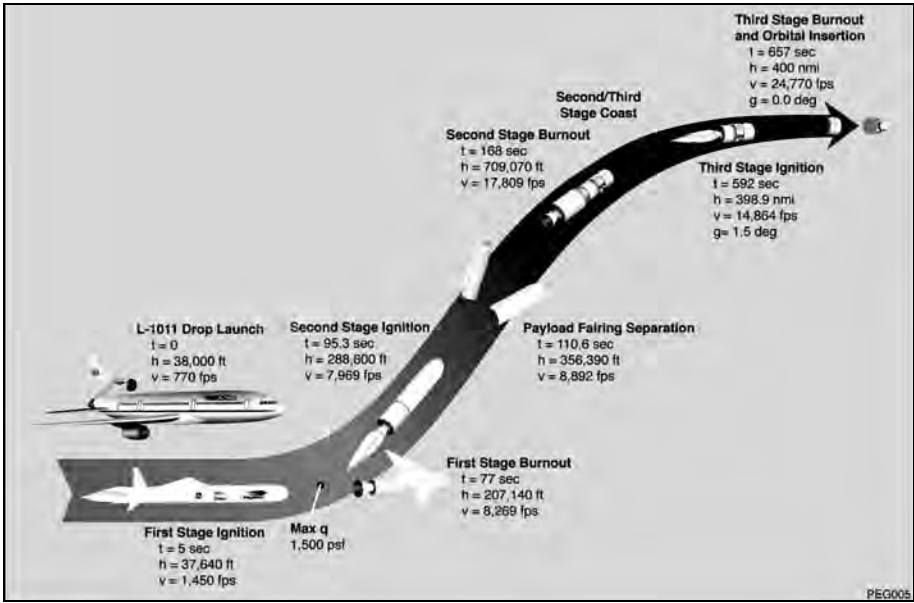 Third Stage Burnout
and Orbital Insertion
t = 657 sec
h = 400 nmi
v = 24,770 fps
g = 0.0 deg
Second/Third
Stage Coast
Second Stage Burnout
t = 168 sec
h = 709,070 ft
v = 17,809 fps
Third Stage Ignition
t = 592 sec
h = 398.9 nmi
v = 14,864 fps
g= 1.5 deg
L-1011 Drop Launch
t = 0
h = 38,000 ft
v = 770 fps
Second Stage Ignition
t = 95.3 sec
h = 288,600 ft
v = 7,969 fps
Payload Fairing Separation
t = 110.6 sec
h = 356,390 ft
v = 8,892 fps
First Stage Burnout
t = 77 sec
h = 207,140 ft
v = 8,269 fps
Max q
1,500 psf
First Stage Ignition
t = 5 sec
h = 37,640 ft
v = 1,450 fps
PEG005